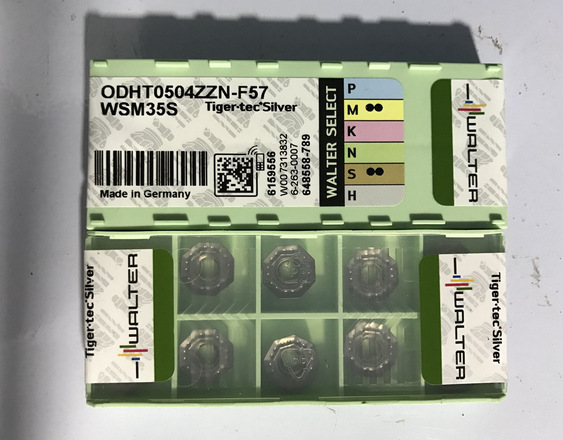 ODHT0504ZZN-F57
WSM35S Tiger·tec®Silver
Made in Germany
6159556
W007313832
6-263-0007
648558-789
WALTER SELECT
P
M
K
N
S
H
WALTER
Tiger·tec®Silver
WALTER
WALTER
Tiger·tec®Silver